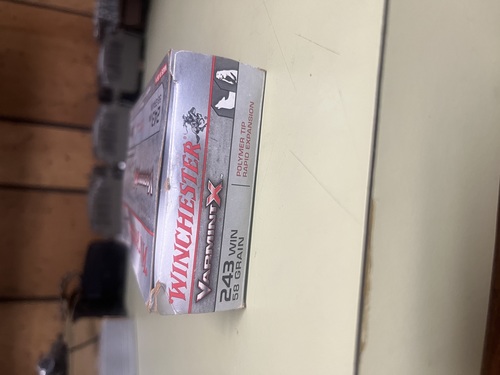 WINCHESTER
VARMINT X
243 WIN
58 GRAIN
POLYMER TIP
RAPID EXPANSION